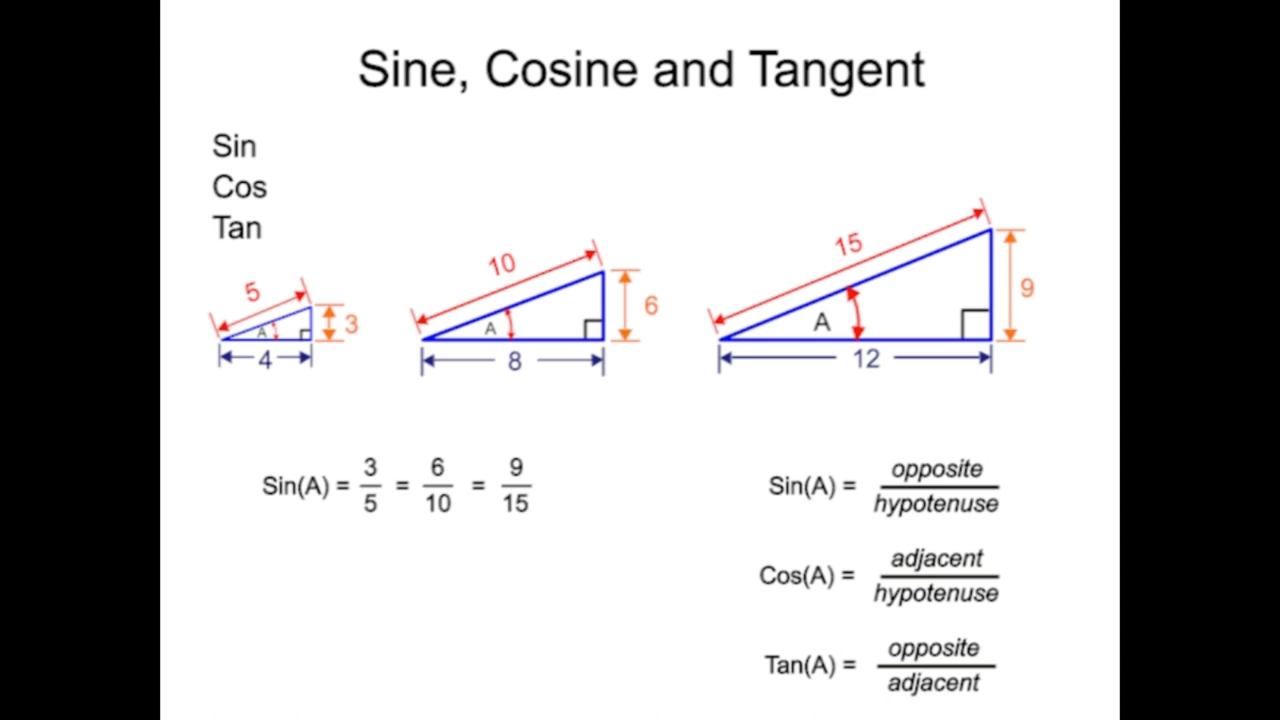 Sine, Cosine and Tangent
Sin
Cos
Tan
5
3
A
4
10
6
A
8
15
9
A
12
Sin(A) = 3/5 = 6/10 = 9/15
Sin(A) = opposite/hypotenuse
Cos(A) = adjacent/hypotenuse
Tan(A) = opposite/adjacent